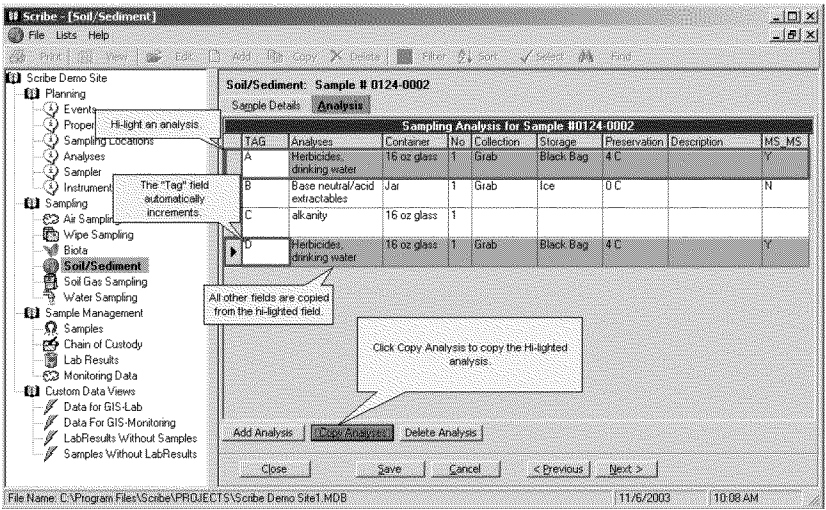 Scribe - [Soil/Sediment]
File Lists Help
Print View Edit Add Copy Delete Filter Sort Select Find
Scribe Demo Site
Planning
Events
Proper
Sampling Locations
Analyses
Sampler
Instrument
Sampling
Air Sampling
Wipe Sampling
Biota
Soil/Sediment
Soil Gas Sampling
Water Sampling
Sample Management
Samples
Chain of Custody
Lab Results
Monitoring Data
Custom Data Views
Data for GIS-Lab
Data For GIS-Monitoring
LabResults Without Samples
Samples Without LabResults
Soil/Sediment: Sample # 0124-0002
Sample Details Analysis
Sampling Analysis for Sample #0124-0002
TAG Analyses Container No Collection Storage Preservation Description MS_MS
A Herbicides, drinking water 16 oz glass 1 Grab Black Bag 4 C Y
B Base neutral/acid extractables Jar 1 Grab Ice 0 C N
C alkanity 16 oz glass 1
D Herbicides, drinking water 16 oz glass 1 Grab Black Bag 4 C Y
Hi-light an analysis.
The "Tag" field
automatically
increments.
All other fields are copied
from the hi-lighted field.
Click Copy Analysis to copy the Hi-lighted
analysis.
Add Analysis Copy Analyses Delete Analysis
Close Save Cancel < Previous Next >
File Name: C:\Program Files\Scribe\PROJECTS\Scribe Demo Site1.MDB 11/6/2003 10:08 AM